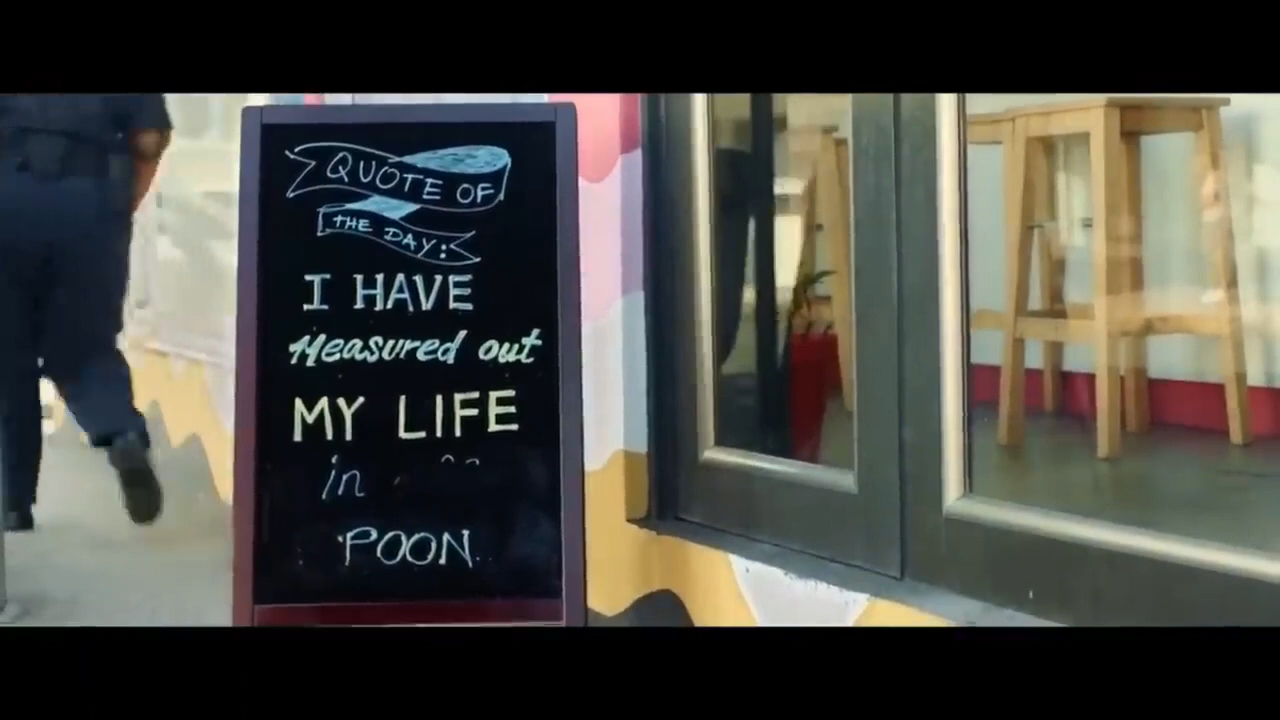 QUOTE OF
THE DAY:
I HAVE
Measured out
MY LIFE
in
POON